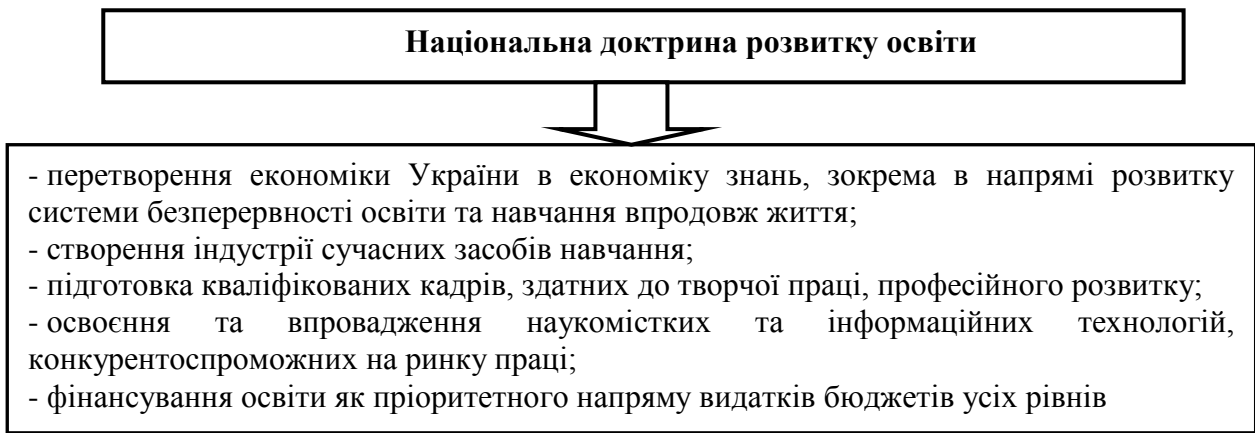 Національна доктрина розвитку освіти
- перетворення економіки України в економіку знань, зокрема в напрямі розвитку
системи безперервності освіти та навчання впродовж життя;
- створення індустрії сучасних засобів навчання;
- підготовка кваліфікованих кадрів, здатних до творчої праці, професійного розвитку;
- освоєння та впровадження наукомістких та інформаційних технологій,
конкурентоспроможних на ринку праці;
- фінансування освіти як пріоритетного напряму видатків бюджетів усіх рівнів